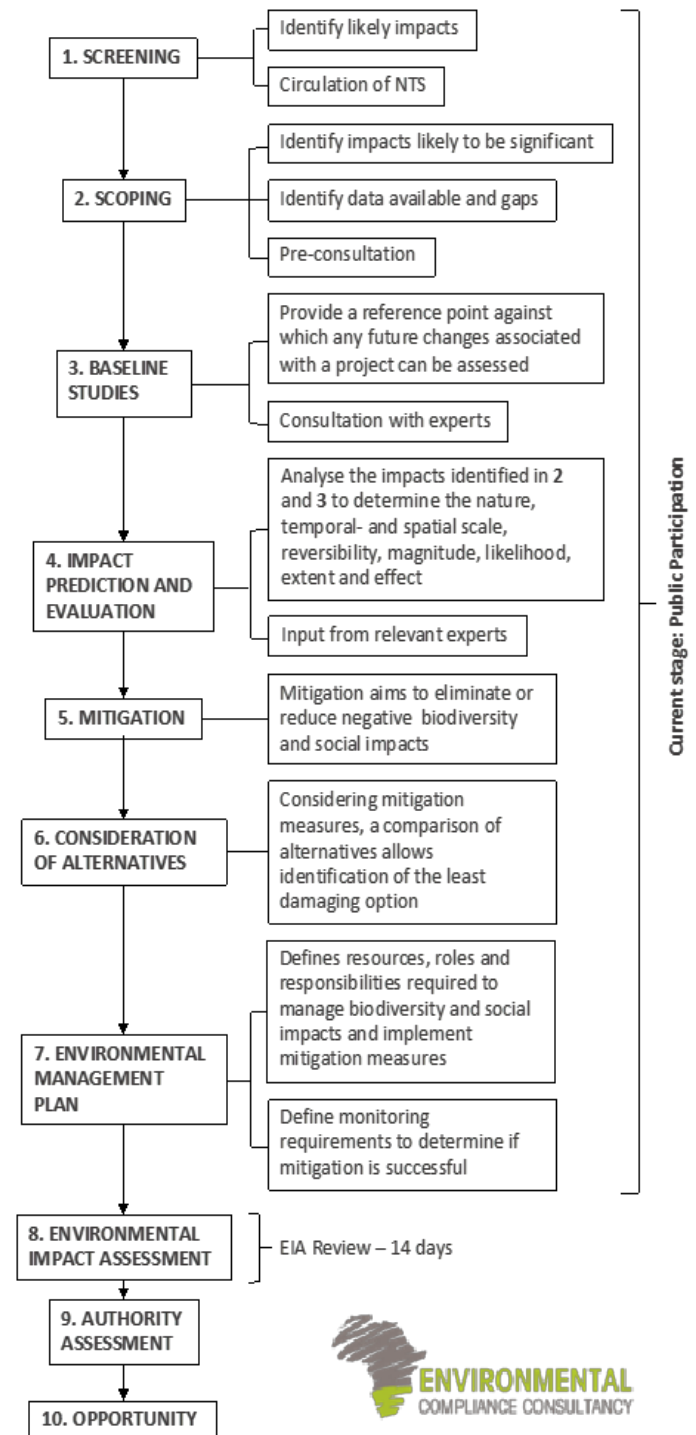 1. SCREENING
Identify likely impacts
Circulation of NTS
2. SCOPING
Identify impacts likely to be significant
Identify data available and gaps
Pre-consultation
3. BASELINE
STUDIES
Provide a reference point against
which any future changes associated
with a project can be assessed
Consultation with experts
4. IMPACT
PREDICTION AND
EVALUATION
Analyse the impacts identified in 2
and 3 to determine the nature,
temporal- and spatial scale,
reversibility, magnitude, likelihood,
extent and effect
Input from relevant experts
5. MITIGATION
Mitigation aims to eliminate or
reduce negative biodiversity
and social impacts
6. CONSIDERATION
OF ALTERNATIVES
Considering mitigation
measures, a comparison of
alternatives allows
identification of the least
damaging option
7. ENVIRONMENTAL
MANAGEMENT
PLAN
Defines resources, roles and
responsibilities required to
manage biodiversity and social
impacts and implement
mitigation measures
Define monitoring
requirements to determine if
mitigation is successful
Current stage: Public Participation
8. ENVIRONMENTAL
IMPACT ASSESSMENT
EIA Review – 14 days
9. AUTHORITY
ASSESSMENT
10. OPPORTUNITY
ENVIRONMENTAL
COMPLIANCE CONSULTANCY